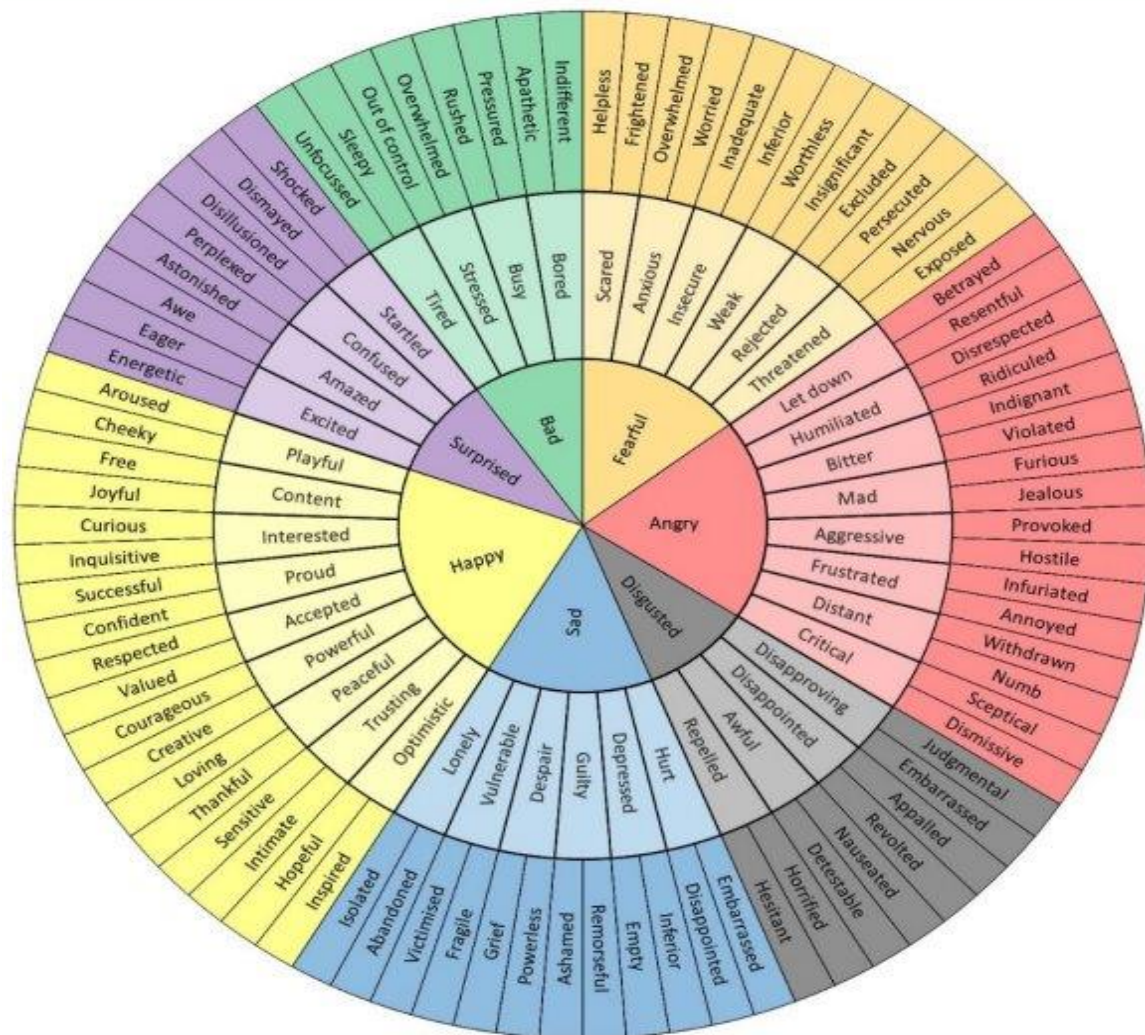 Bad
Fearful
Angry
Disgusted
Sad
Happy
Surprised
Tired
Stressed
Busy
Bored
Scared
Anxious
Insecure
Weak
Rejected
Threatened
Let down
Humiliated
Bitter
Mad
Aggressive
Frustrated
Distant
Critical
Disapproving
Disappointed
Awful
Repelled
Hurt
Depressed
Guilty
Despair
Vulnerable
Lonely
Optimistic
Trusting
Peaceful
Powerful
Accepted
Proud
Interested
Content
Playful
Excited
Amazed
Confused
Startled
Unfocussed
Sleepy
Out of control
Overwhelmed
Rushed
Pressured
Apathetic
Indifferent
Helpless
Frightened
Overwhelmed
Worried
Inadequate
Inferior
Worthless
Insignificant
Excluded
Persecuted
Nervous
Exposed
Betrayed
Resentful
Disrespected
Ridiculed
Indignant
Violated
Furious
Jealous
Provoked
Hostile
Infuriated
Annoyed
Withdrawn
Numb
Sceptical
Dismissive
Judgmental
Embarrassed
Appalled
Revolted
Nauseated
Detestable
Horrified
Hesitant
Embarrassed
Disappointed
Inferior
Empty
Remorseful
Ashamed
Powerless
Grief
Fragile
Victimised
Abandoned
Isolated
Inspired
Hopeful
Intimate
Sensitive
Thankful
Loving
Creative
Courageous
Valued
Respected
Confident
Successful
Inquisitive
Curious
Joyful
Free
Cheeky
Aroused
Energetic
Eager
Awe
Astonished
Perplexed
Disillusioned
Dismayed
Shocked